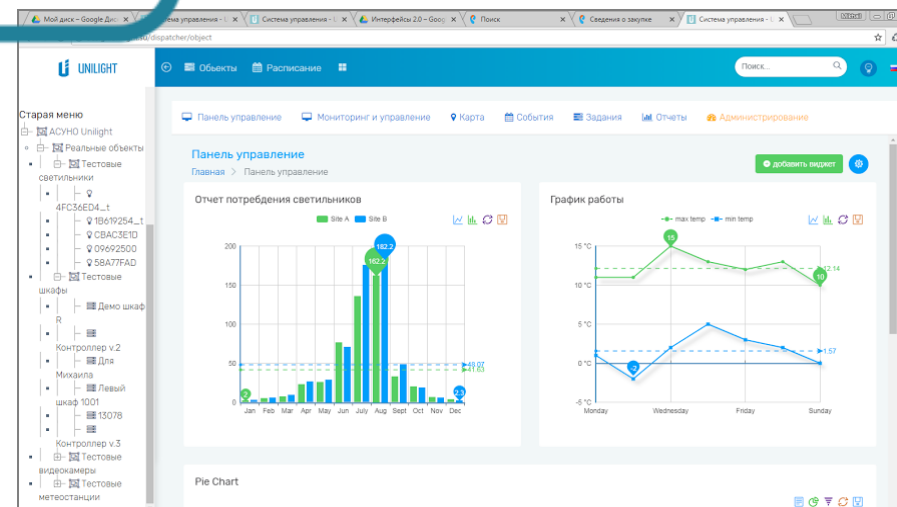 Мой диск – Google Ди
ема управления -
Система управления -
Интерфейсы 2.0 – Goog
Поиск
Сведения о закупке
Система управления -
/dispatcher/object
UNILIGHT
Объекты
Расписание
Поиск...
Старая меню
АСУНО Unilight
Реальные объекты
Тестовые
светильники
4FC36ED4_t
1B619254_t
CBAC3E1D
09692500
58A77FAD
Тестовые
шкафы
Демо шкаф
R
Контроллер v.2
Для
Михаила
Левый
шкаф 1001
13078
Контроллер v.3
Тестовые
видеокамеры
Тестовые
метеостанции
Панель управление
Мониторинг и управление
Карта
События
Задания
Отчеты
Администрирование
Панель управление
Главная > Панель управление
добавить виджет
Отчет потребдения светильников
Site A Site B
200
150
100
50
0
182.2
162.2
48.07
41.63
2
2.3
Jan Feb Mar Apr May Jun July Aug Sept Oct Nov Dec
График работы
max temp min temp
15 °C
10 °C
5 °C
0 °C
-5 °C
15
12.14
10
1.57
-2
Monday Wednesday Friday Sunday
Pie Chart